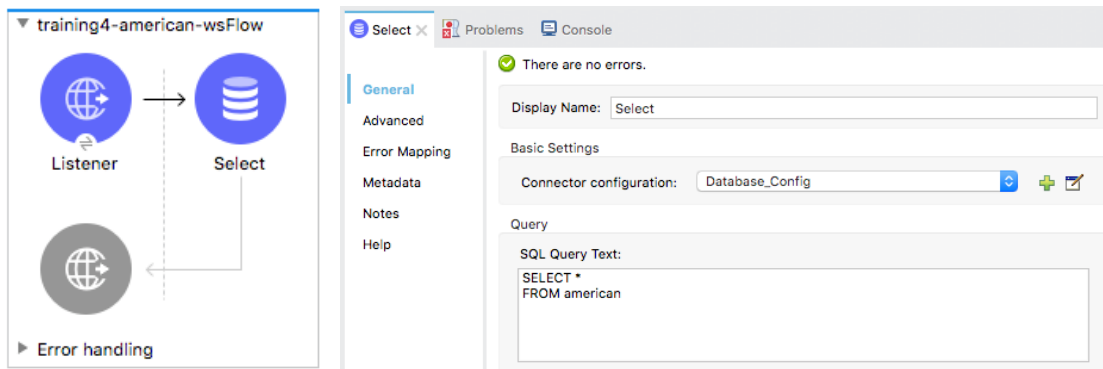 training4-american-wsFlow
Listener
Select
Error handling
Select
Problems
Console
General
Advanced
Error Mapping
Metadata
Notes
Help
There are no errors.
Display Name: Select
Basic Settings
Connector configuration: Database_Config
Query
SQL Query Text:
SELECT *
FROM american